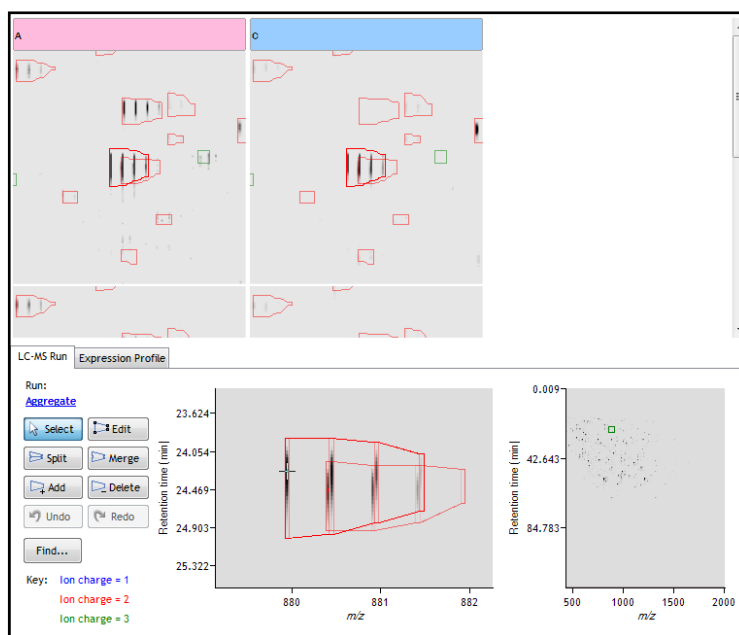 A
C
LC-MS Run
Expression Profile
Run:
Aggregate
Select
Edit
Split
Merge
Add
Delete
Undo
Redo
Find...
Key: Ion charge = 1
Ion charge = 2
Ion charge = 3
Retention time (min)
23.624
24.054
24.469
24.903
25.322
880 881 882
m/z
Retention time (min)
0.009
42.643
84.783
500 1000 1500 2000
m/z